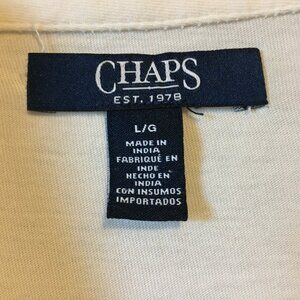 CHAPS
EST. 1978
L/G
MADE IN
INDIA
FABRIQUÉ EN
INDE
HECHO EN
INDIA
CON INSUMOS
IMPORTADOS